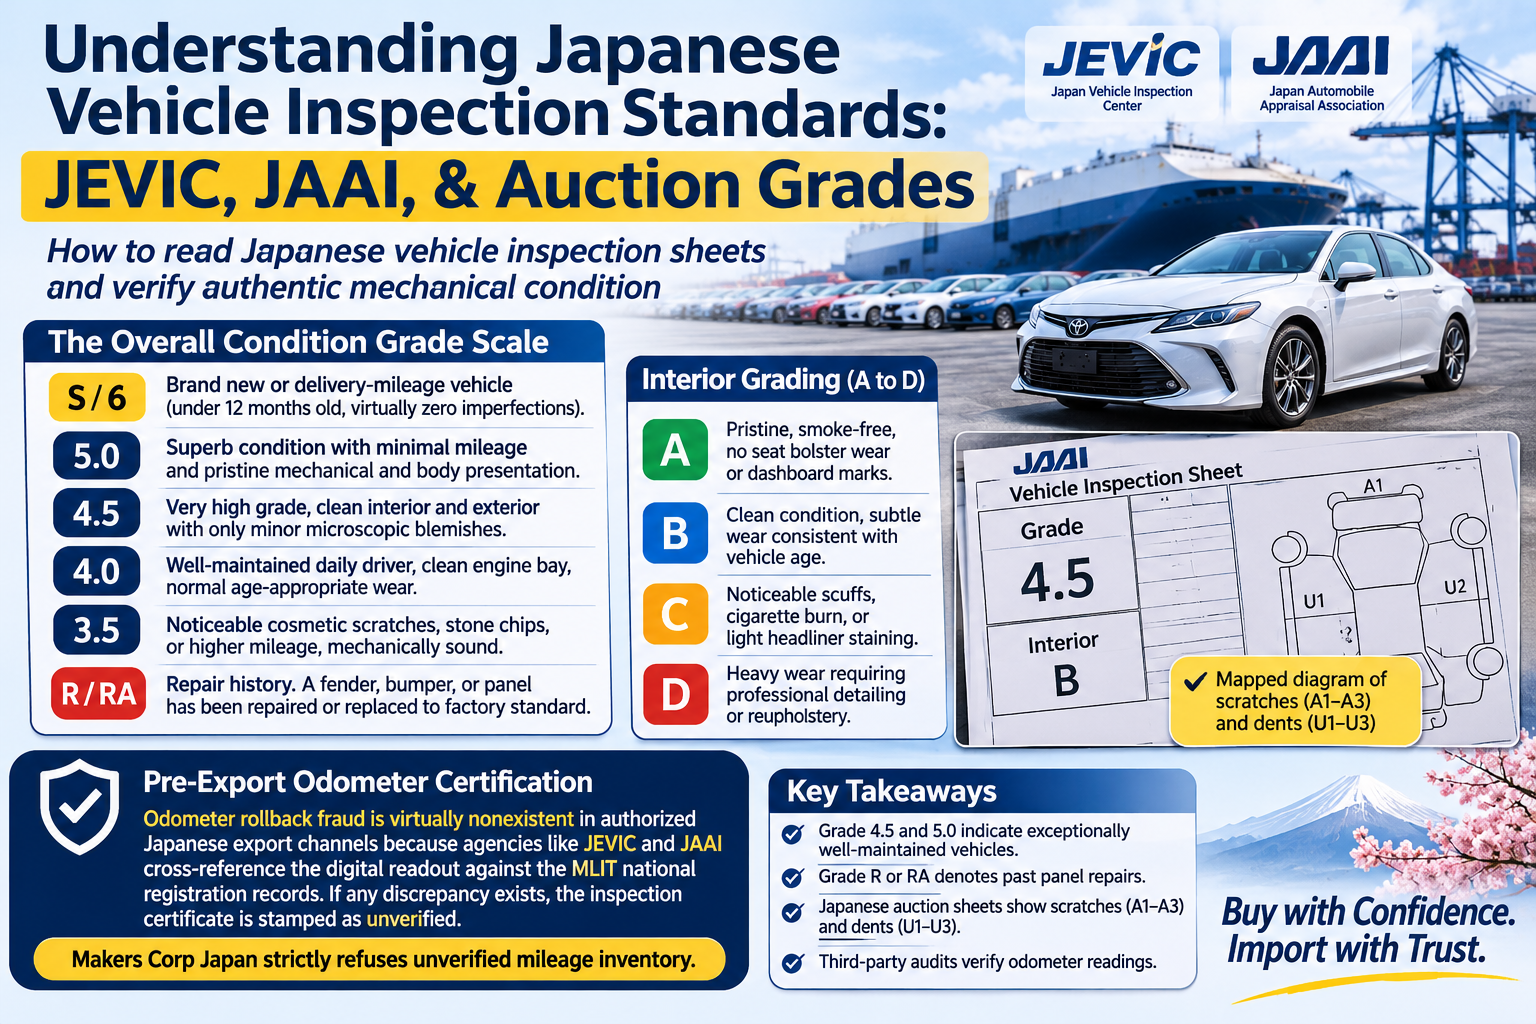 Understanding Japanese
Vehicle Inspection Standards:
JEVIC, JAAI, & Auction Grades
How to read Japanese vehicle inspection sheets
and verify authentic mechanical condition
JEVIC
Japan Vehicle Inspection
Center
JAAI
Japan Automobile
Appraisal Association
The Overall Condition Grade Scale
S / 6
Brand new or delivery-mileage vehicle
(under 12 months old, virtually zero imperfections).
5.0
Superb condition with minimal mileage
and pristine mechanical and body presentation.
4.5
Very high grade, clean interior and exterior
with only minor microscopic blemishes.
4.0
Well-maintained daily driver, clean engine bay,
normal age-appropriate wear.
3.5
Noticeable cosmetic scratches, stone chips,
or higher mileage, mechanically sound.
R / RA
Repair history. A fender, bumper, or panel
has been repaired or replaced to factory standard.
Interior Grading (A to D)
A
Pristine, smoke-free,
no seat bolster wear
or dashboard marks.
B
Clean condition, subtle
wear consistent with
vehicle age.
C
Noticeable scuffs,
cigarette burn, or
light headliner staining.
D
Heavy wear requiring
professional detailing
or reupholstery.
JAAI
Vehicle Inspection Sheet
Grade
4.5
Interior
B
A1
U1
U2
Mapped diagram of
scratches (A1–A3)
and dents (U1–U3)
Pre-Export Odometer Certification
Odometer rollback fraud is virtually nonexistent in authorized
Japanese export channels because agencies like JEVIC and JAAI
cross-reference the digital readout against the MLIT national
registration records. If any discrepancy exists, the inspection
certificate is stamped as unverified.
Makers Corp Japan strictly refuses unverified mileage inventory.
Key Takeaways
Grade 4.5 and 5.0 indicate exceptionally
well-maintained vehicles.
Grade R or RA denotes past panel repairs.
Japanese auction sheets show scratches (A1–A3)
and dents (U1–U3).
Third-party audits verify odometer readings.
Buy with Confidence.
Import with Trust.